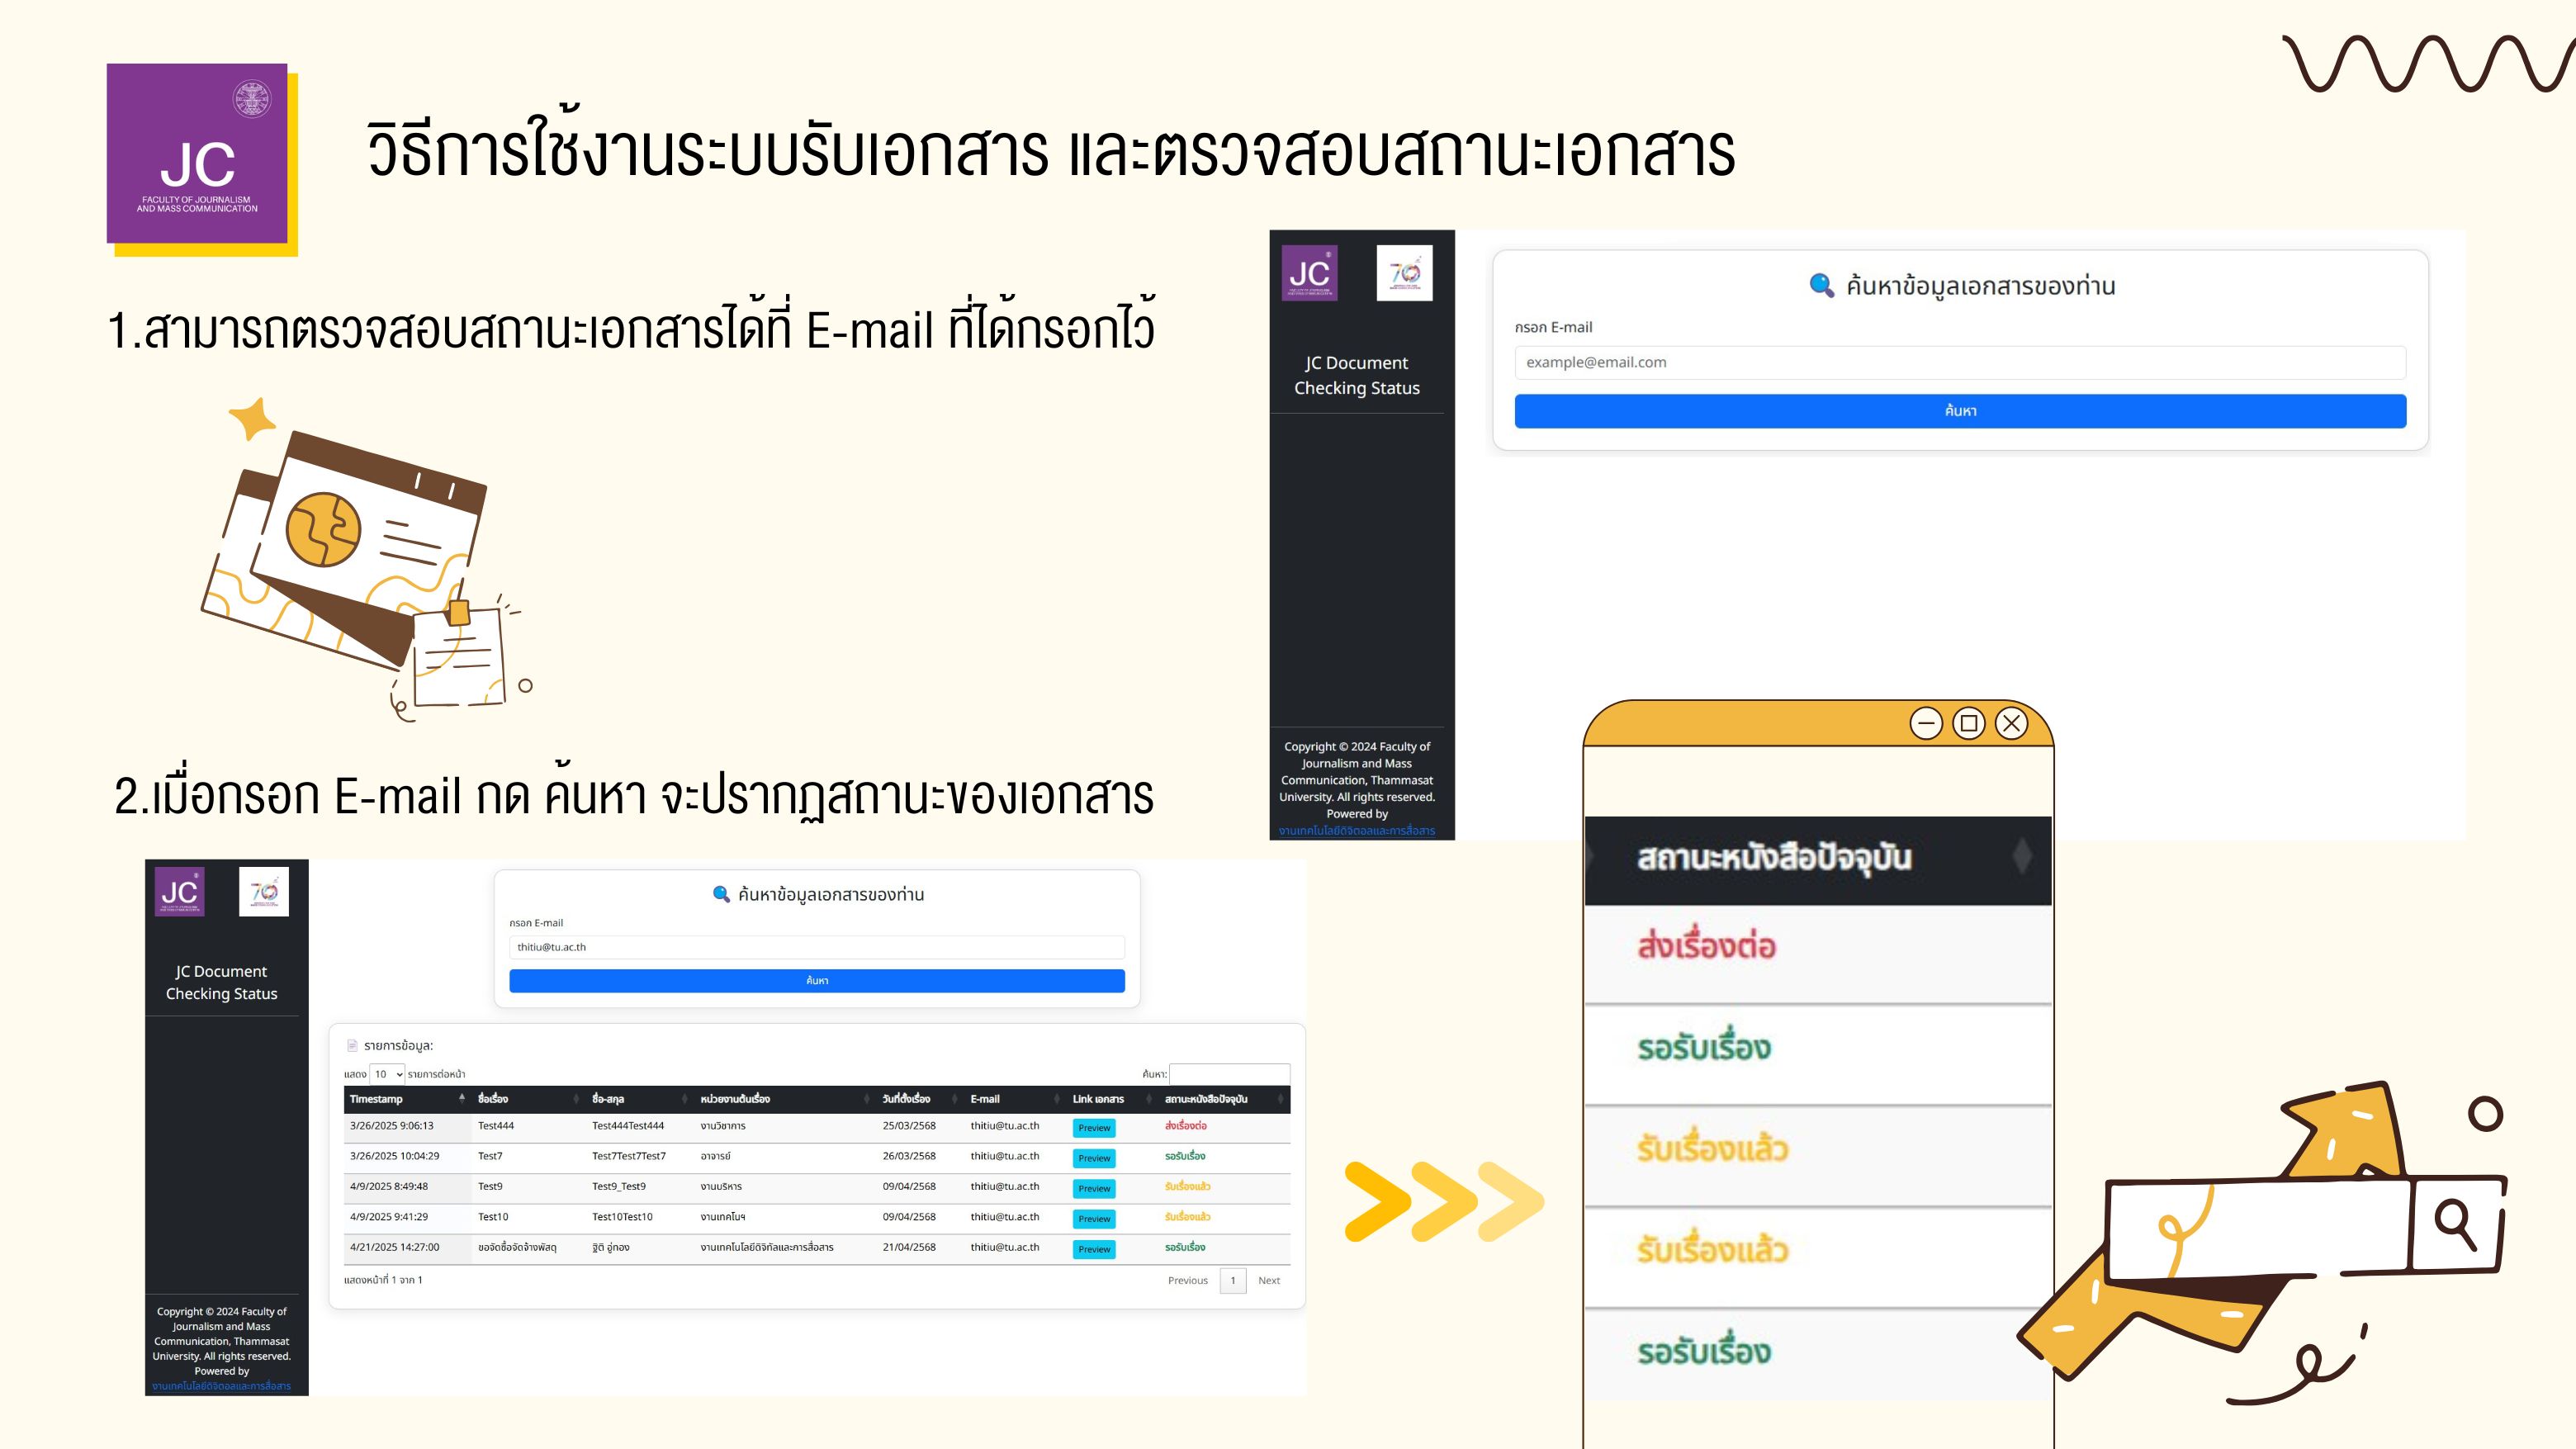 JC
FACULTY OF JOURNALISM
AND MASS COMMUNICATION
วิธีการใช้งานระบบรับเอกสาร และตรวจสอบสถานะเอกสาร
1.สามารถตรวจสอบสถานะเอกสารได้ที่ E-mail ที่ได้กรอกไว้
JC
70
JC Document
Checking Status
Copyright © 2024 Faculty of
Journalism and Mass
Communication, Thammasat
University. All rights reserved.
Powered by
งานเทคโนโลยีดิจิตอลและการสื่อสาร
ค้นหาข้อมูลเอกสารของท่าน
กรอก E-mail
example@email.com
ค้นหา
2.เมื่อกรอก E-mail กด ค้นหา จะปรากฏสถานะของเอกสาร
JC
70
JC Document
Checking Status
Copyright © 2024 Faculty of
Journalism and Mass
Communication, Thammasat
University. All rights reserved.
Powered by
งานเทคโนโลยีดิจิตอลและการสื่อสาร
ค้นหาข้อมูลเอกสารของท่าน
กรอก E-mail
thitiu@tu.ac.th
ค้นหา
รายการข้อมูล:
แสดง 10 รายการต่อหน้า ค้นหา:
Timestamp ชื่อเรื่อง ชื่อ-สกุล หน่วยงานต้นเรื่อง วันที่ตั้งเรื่อง E-mail Link เอกสาร สถานะหนังสือปัจจุบัน
3/26/2025 9:06:13 Test444 Test444Test444 งานวิชาการ 25/03/2568 thitiu@tu.ac.th Preview ส่งเรื่องต่อ
3/26/2025 10:04:29 Test7 Test7Test7Test7 อาจารย์ 26/03/2568 thitiu@tu.ac.th Preview รอรับเรื่อง
4/9/2025 8:49:48 Test9 Test9_Test9 งานบริหาร 09/04/2568 thitiu@tu.ac.th Preview รับเรื่องแล้ว
4/9/2025 9:41:29 Test10 Test10Test10 งานเทคโนฯ 09/04/2568 thitiu@tu.ac.th Preview รับเรื่องแล้ว
4/21/2025 14:27:00 ขอจัดซื้อจัดจ้างพัสดุ ฐิติ อู่ทอง งานเทคโนโลยีดิจิทัลและการสื่อสาร 21/04/2568 thitiu@tu.ac.th Preview รอรับเรื่อง
แสดงหน้าที่ 1 จาก 1 Previous 1 Next
สถานะหนังสือปัจจุบัน
ส่งเรื่องต่อ
รอรับเรื่อง
รับเรื่องแล้ว
รับเรื่องแล้ว
รอรับเรื่อง